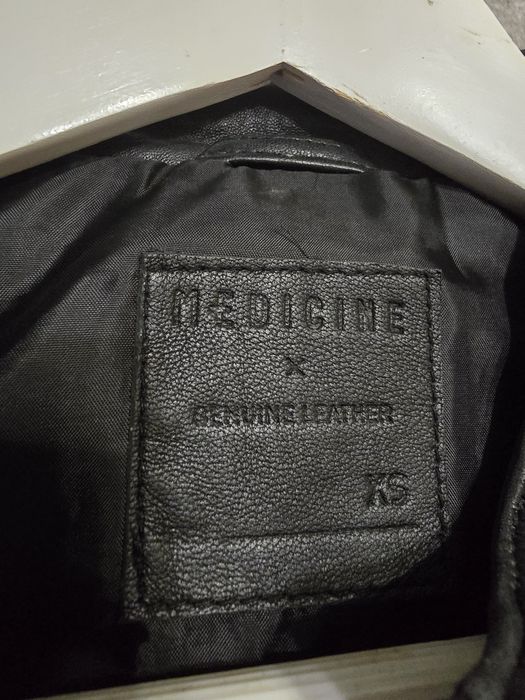 MEDICINE
×
GENUINE LEATHER
XS